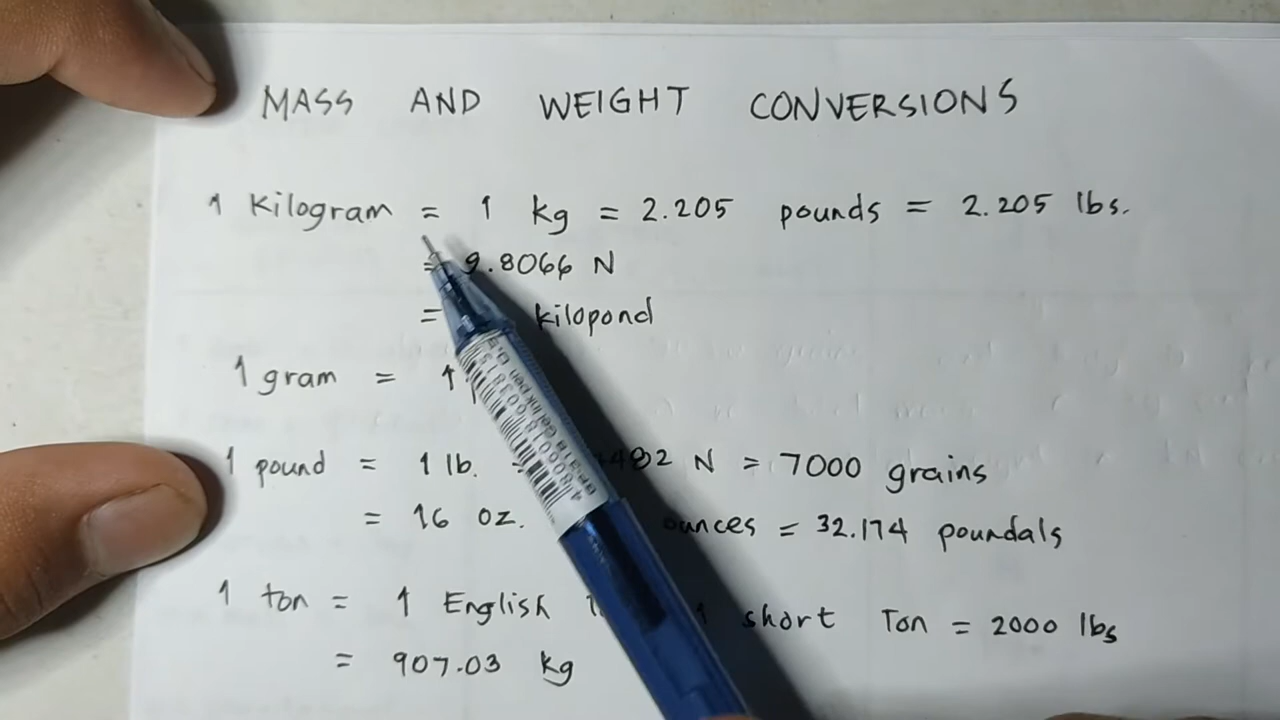 MASS AND WEIGHT CONVERSIONS
1 Kilogram = 1 kg = 2.205 pounds = 2.205 lbs.
= 9.8066 N
= kilopond
1 gram = 1
1 pound = 1 lb. = 482 N = 7000 grains
= 16 oz. ounces = 32.174 poundals
1 ton = 1 English 1 short Ton = 2000 lbs
= 907.03 kg